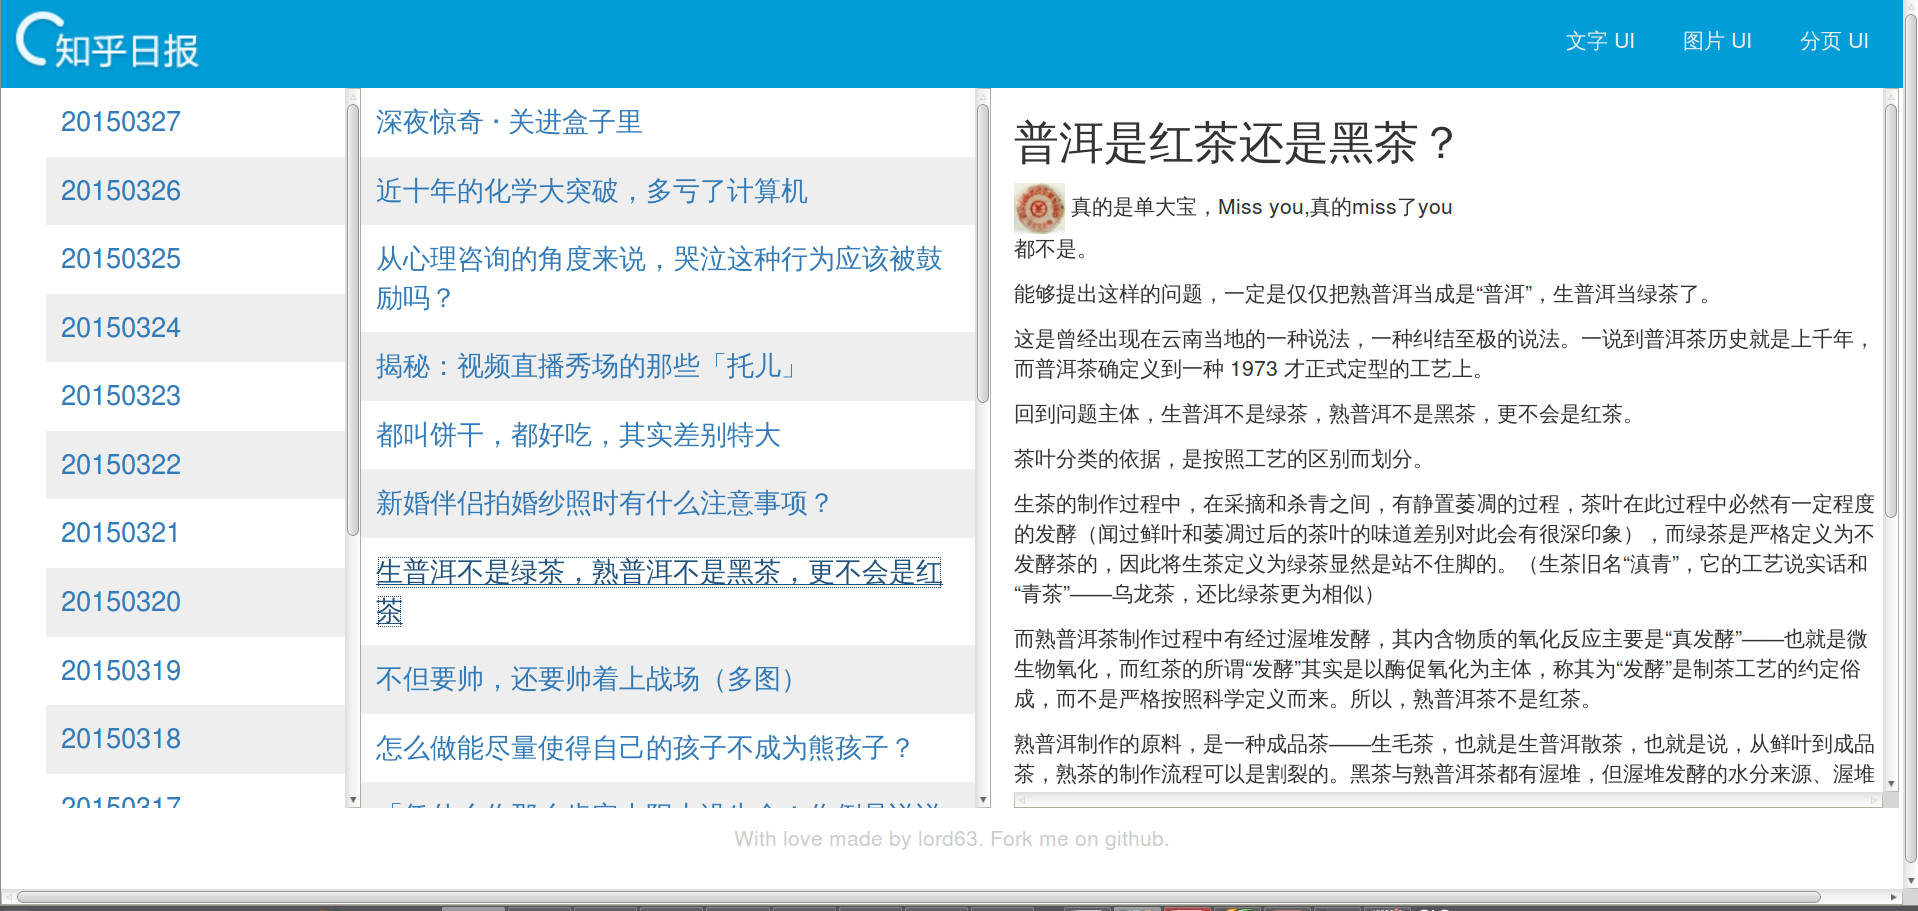 知乎日报
文字 UI
图片 UI
分页 UI
20150327
20150326
20150325
20150324
20150323
20150322
20150321
20150320
20150319
20150318
20150317
深夜惊奇 · 关进盒子里
近十年的化学大突破，多亏了计算机
从心理咨询的角度来说，哭泣这种行为应该被鼓
励吗？
揭秘：视频直播秀场的那些「托儿」
都叫饼干，都好吃，其实差别特大
新婚伴侣拍婚纱照时有什么注意事项？
生普洱不是绿茶，熟普洱不是黑茶，更不会是红
茶
不但要帅，还要帅着上战场（多图）
怎么做能尽量使得自己的孩子不成为熊孩子？
普洱是红茶还是黑茶？
真的是单大宝，Miss you,真的miss了you
都不是。
能够提出这样的问题，一定是仅仅把熟普洱当成是“普洱”，生普洱当绿茶了。
这是曾经出现在云南当地的一种说法，一种纠结至极的说法。一说到普洱茶历史就是上千年，
而普洱茶确定义到一种 1973 才正式定型的工艺上。
回到问题主体，生普洱不是绿茶，熟普洱不是黑茶，更不会是红茶。
茶叶分类的依据，是按照工艺的区别而划分。
生茶的制作过程中，在采摘和杀青之间，有静置萎凋的过程，茶叶在此过程中必然有一定程度
的发酵（闻过鲜叶和萎凋过后的茶叶的味道差别对此会有很深印象），而绿茶是严格定义为不
发酵茶的，因此将生茶定义为绿茶显然是站不住脚的。（生茶旧名“滇青”，它的工艺说实话和
“青茶”——乌龙茶，还比绿茶更为相似）
而熟普洱茶制作过程中有经过渥堆发酵，其内含物质的氧化反应主要是“真发酵”——也就是微
生物氧化，而红茶的所谓“发酵”其实是以酶促氧化为主体，称其为“发酵”是制茶工艺的约定俗
成，而不是严格按照科学定义而来。所以，熟普洱茶不是红茶。
熟普洱制作的原料，是一种成品茶——生毛茶，也就是生普洱散茶，也就是说，从鲜叶到成品
茶，熟茶的制作流程可以是割裂的。黑茶与熟普洱茶都有渥堆，但渥堆发酵的水分来源、渥堆
With love made by lord63. Fork me on github.